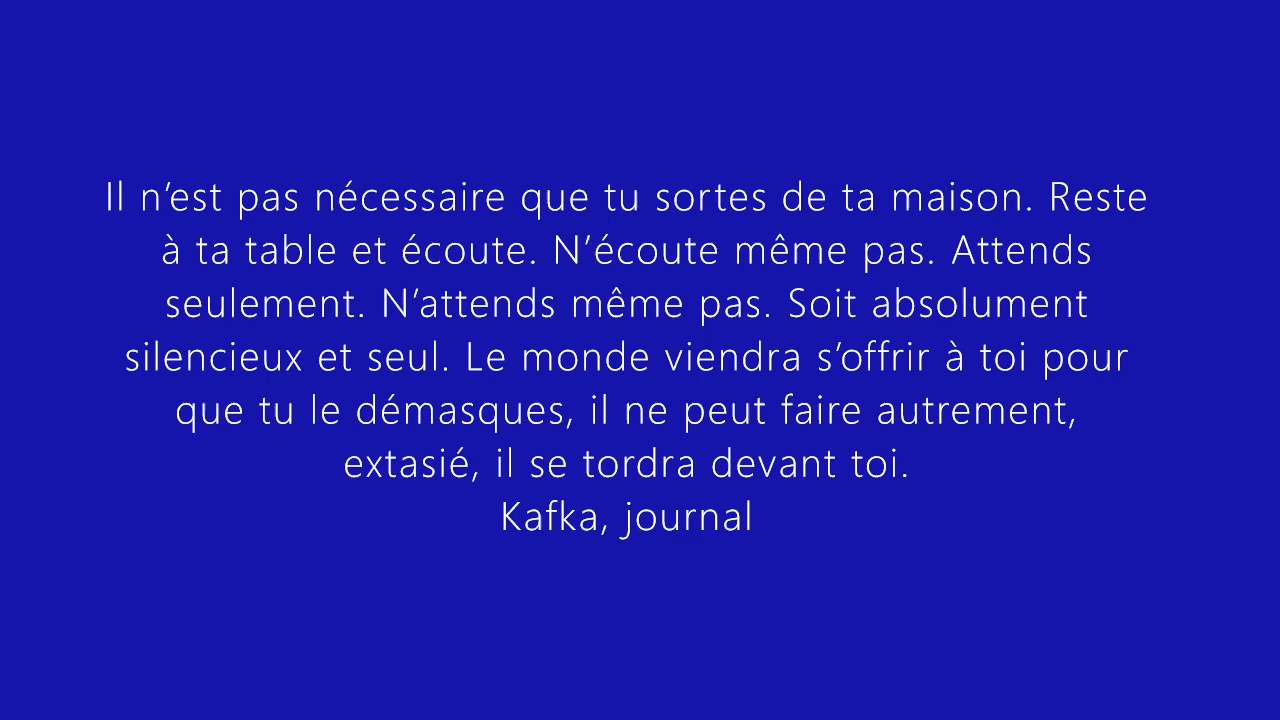 Il n’est pas nécessaire que tu sortes de ta maison. Reste
à ta table et écoute. N’écoute même pas. Attends
seulement. N’attends même pas. Soit absolument
silencieux et seul. Le monde viendra s’offrir à toi pour
que tu le démasques, il ne peut faire autrement,
extasié, il se tordra devant toi.
Kafka, journal